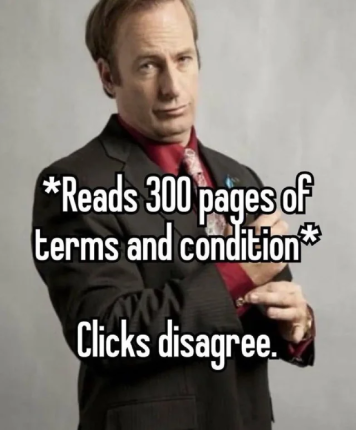 *Reads 300 pages of
terms and condition*
Clicks disagree.